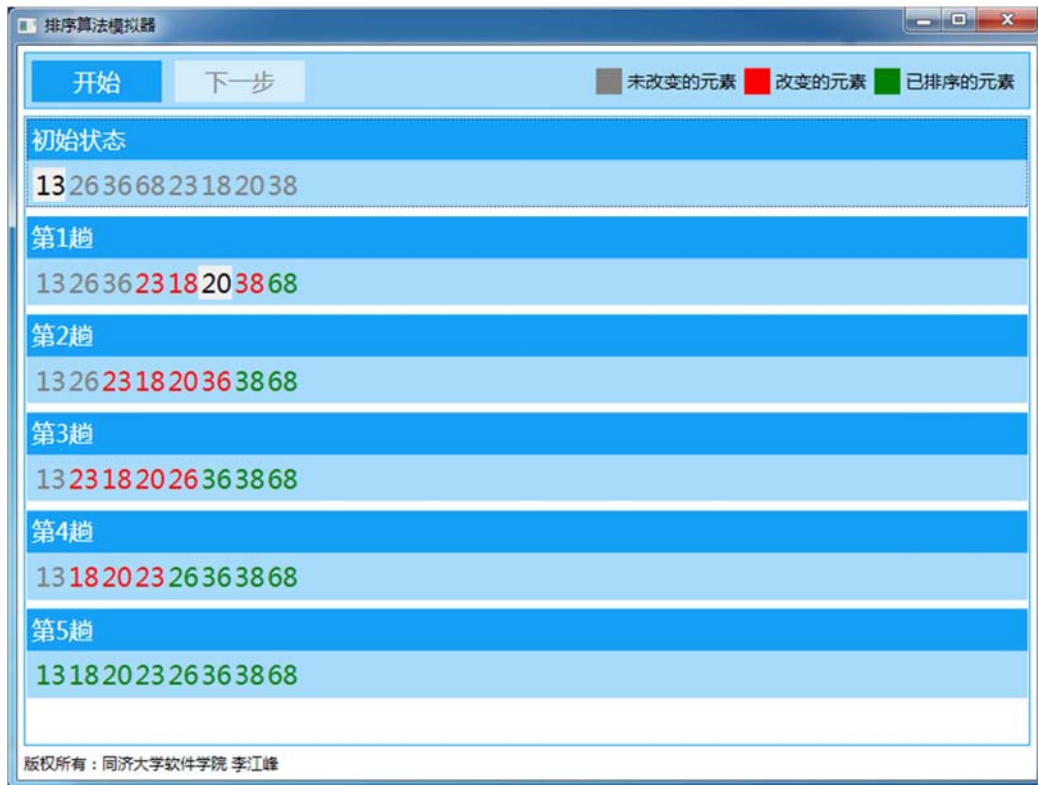 排序算法模拟器
开始 下一步 未改变的元素 改变的元素 已排序的元素
初始状态
13 26 36 68 23 18 20 38
第1趟
13 26 36 23 18 20 38 68
第2趟
13 26 23 18 20 36 38 68
第3趟
13 23 18 20 26 36 38 68
第4趟
13 18 20 23 26 36 38 68
第5趟
13 18 20 23 26 36 38 68
版权所有：同济大学软件学院 李江峰